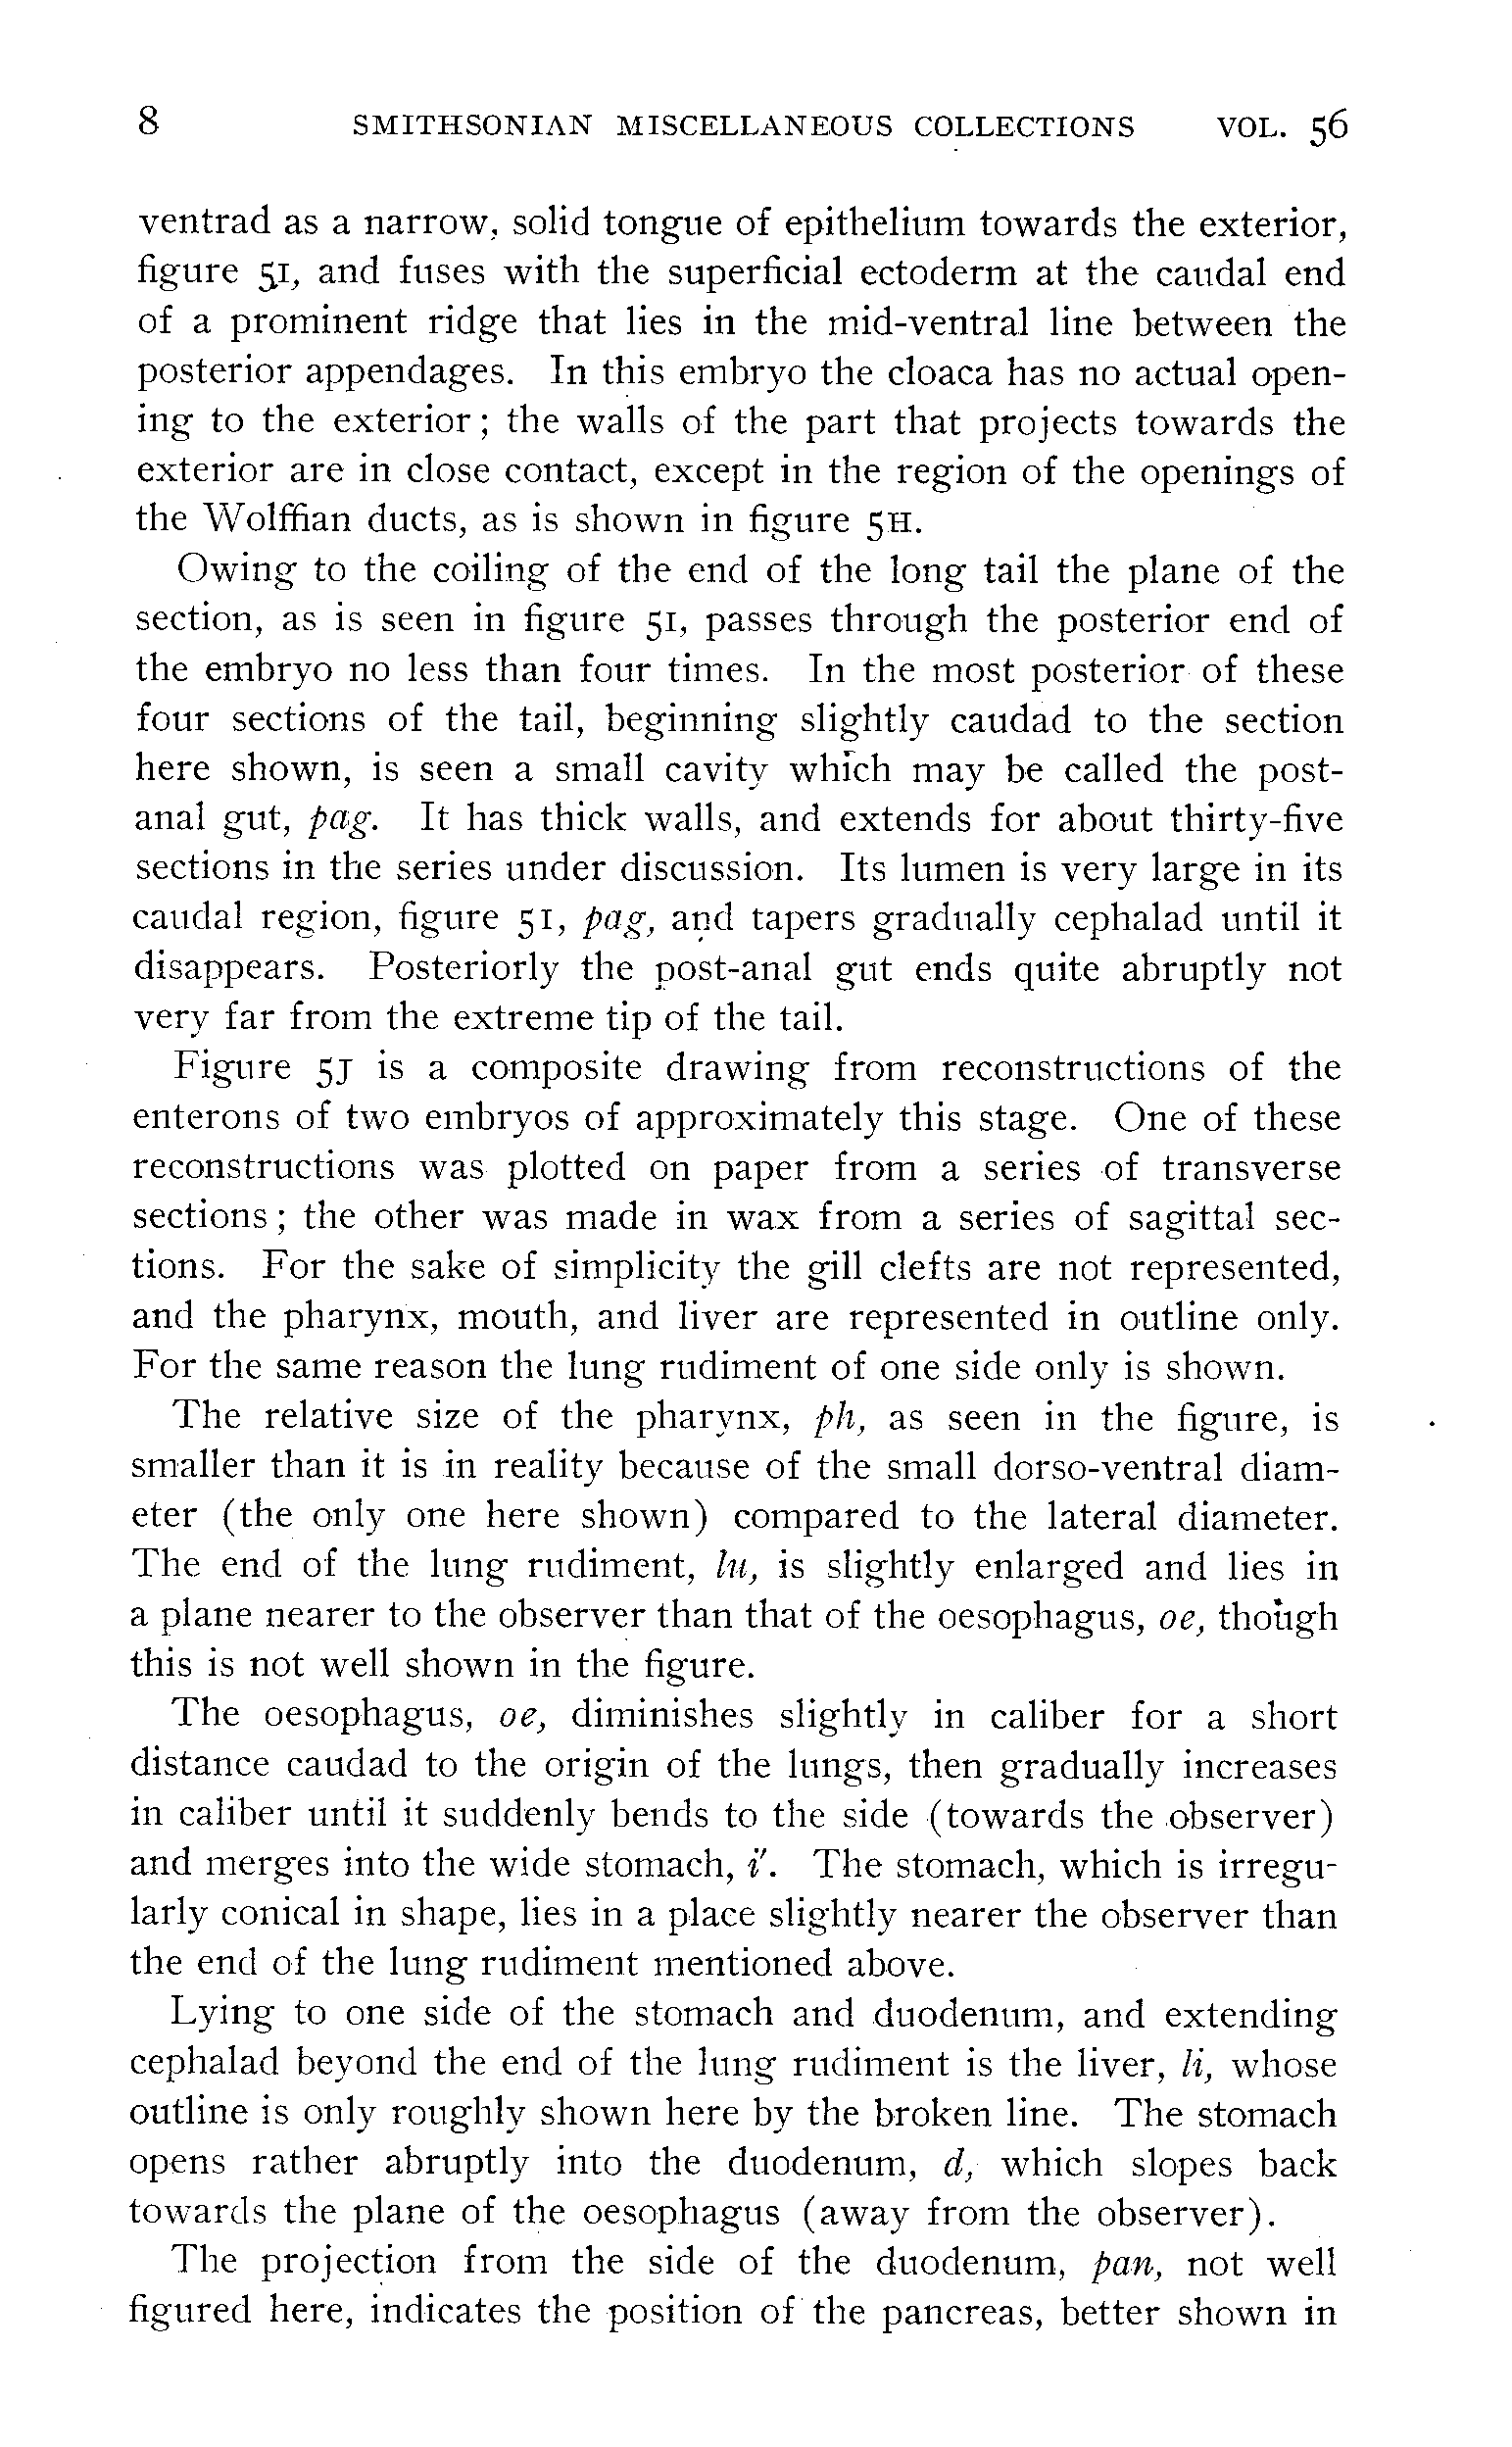 8 SMITHSONIAN MISCELLANEOUS COLLECTIONS VOL. 56
ventrad as a narrow, solid tongue of epithelium towards the exterior,
figure 5I, and fuses with the superficial ectoderm at the caudal end
of a prominent ridge that lies in the mid-ventral line between the
posterior appendages. In this embryo the cloaca has no actual open-
ing to the exterior; the walls of the part that projects towards the
exterior are in close contact, except in the region of the openings of
the Wolffian ducts, as is shown in figure 5H.
Owing to the coiling of the end of the long tail the plane of the
section, as is seen in figure 5I, passes through the posterior end of
the embryo no less than four times. In the most posterior of these
four sections of the tail, beginning slightly caudad to the section
here shown, is seen a small cavity which may be called the post-
anal gut, pag. It has thick walls, and extends for about thirty-five
sections in the series under discussion. Its lumen is very large in its
caudal region, figure 5I, pag, and tapers gradually cephalad until it
disappears. Posteriorly the post-anal gut ends quite abruptly not
very far from the extreme tip of the tail.
Figure 5J is a composite drawing from reconstructions of the
enterons of two embryos of approximately this stage. One of these
reconstructions was plotted on paper from a series of transverse
sections; the other was made in wax from a series of sagittal sec-
tions. For the sake of simplicity the gill clefts are not represented,
and the pharynx, mouth, and liver are represented in outline only.
For the same reason the lung rudiment of one side only is shown.
The relative size of the pharynx, ph, as seen in the figure, is
smaller than it is in reality because of the small dorso-ventral diam-
eter (the only one here shown) compared to the lateral diameter.
The end of the lung rudiment, lu, is slightly enlarged and lies in
a plane nearer to the observer than that of the oesophagus, oe, though
this is not well shown in the figure.
The oesophagus, oe, diminishes slightly in caliber for a short
distance caudad to the origin of the lungs, then gradually increases
in caliber until it suddenly bends to the side (towards the observer)
and merges into the wide stomach, i'. The stomach, which is irregu-
larly conical in shape, lies in a place slightly nearer the observer than
the end of the lung rudiment mentioned above.
Lying to one side of the stomach and duodenum, and extending
cephalad beyond the end of the lung rudiment is the liver, li, whose
outline is only roughly shown here by the broken line. The stomach
opens rather abruptly into the duodenum, d, which slopes back
towards the plane of the oesophagus (away from the observer).
The projection from the side of the duodenum, pan, not well
figured here, indicates the position of the pancreas, better shown in